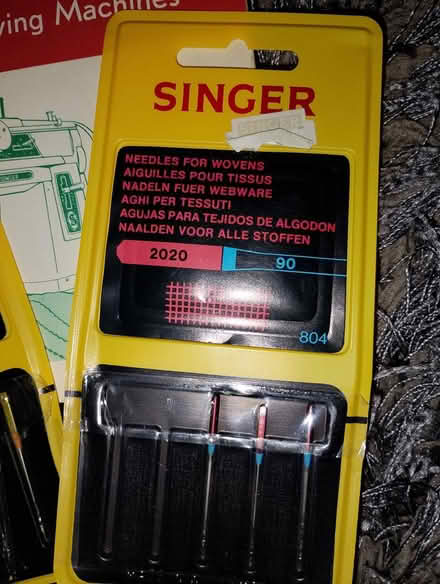 ving Machines
SINGER
NEEDLES FOR WOVENS
AIGUILLES POUR TISSUS
NADELN FUER WEBWARE
AGHI PER TESSUTI
AGUJAS PARA TEJIDOS DE ALGODON
NAALDEN VOOR ALLE STOFFEN
2020 90
804